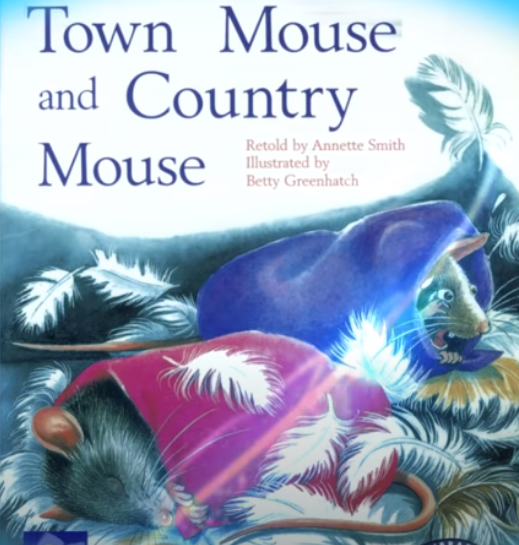 Town Mouse
and Country
Mouse
Retold by Annette Smith
Illustrated by
Betty Greenhatch